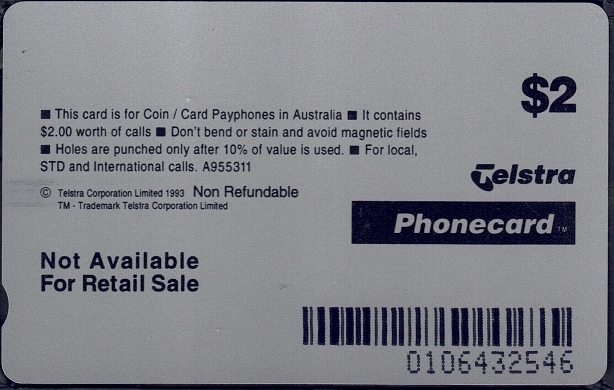 $2
■ This card is for Coin / Card Payphones in Australia ■ It contains
$2.00 worth of calls ■ Don't bend or stain and avoid magnetic fields
■ Holes are punched only after 10% of value is used. ■ For local,
STD and International calls. A955311
Telstra
© Telstra Corporation Limited 1993 Non Refundable
TM - Trademark Telstra Corporation Limited
Phonecard TM
Not Available
For Retail Sale
0106432546